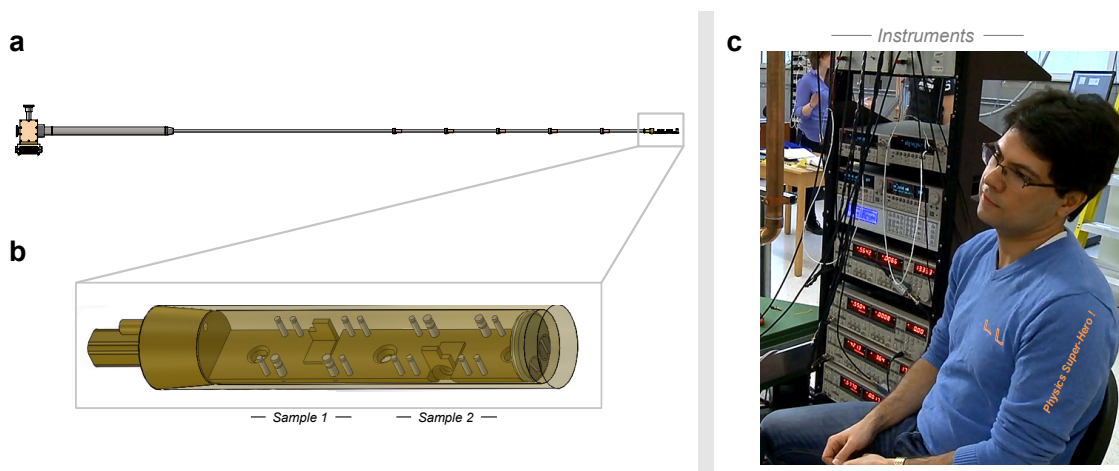 a
b
Sample 1
Sample 2
c
Instruments
Physics Super-Hero !